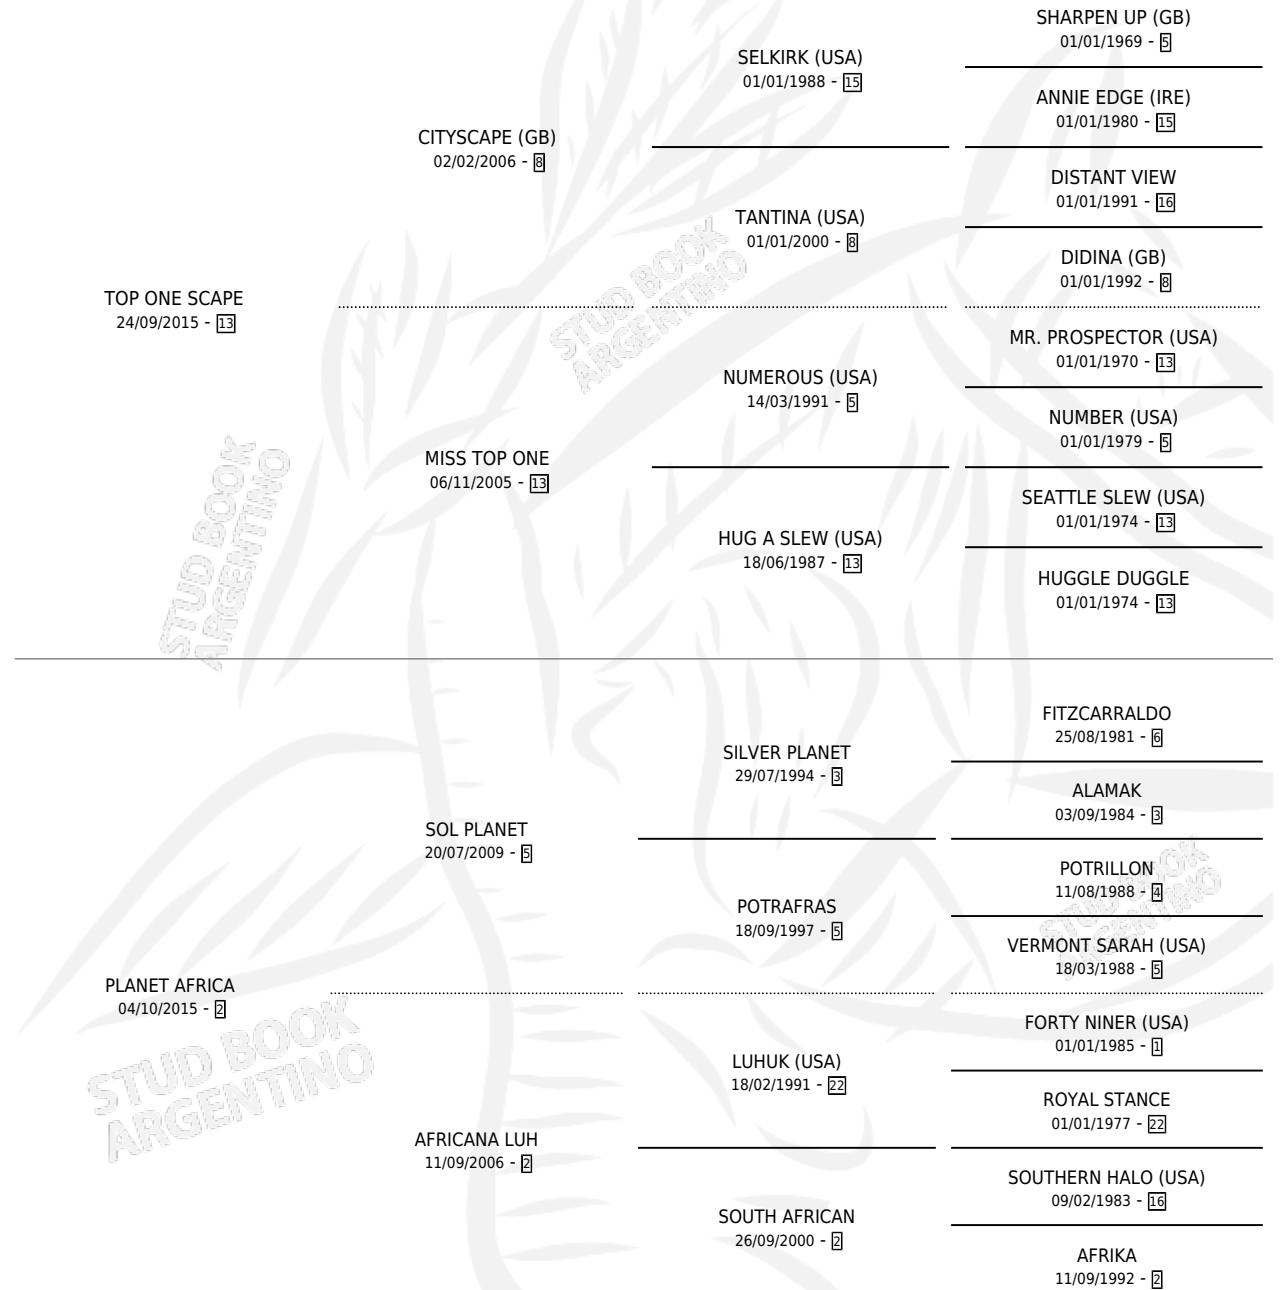 SHARPEN UP (GB)
01/01/1969 - 5
SELKIRK (USA)
01/01/1988 - 15
ANNIE EDGE (IRE)
01/01/1980 - 15
CITYSCAPE (GB)
02/02/2006 - 8
DISTANT VIEW
01/01/1991 - 16
TANTINA (USA)
01/01/2000 - 8
DIDINA (GB)
01/01/1992 - 8
TOP ONE SCAPE
24/09/2015 - 13
MR. PROSPECTOR (USA)
01/01/1970 - 13
NUMEROUS (USA)
14/03/1991 - 5
NUMBER (USA)
01/01/1979 - 5
MISS TOP ONE
06/11/2005 - 13
SEATTLE SLEW (USA)
01/01/1974 - 13
HUG A SLEW (USA)
18/06/1987 - 13
HUGGLE DUGGLE
01/01/1974 - 13
STUD BOOK
ARGENTINO
STUD BOOK
ARGENTINO
FITZCARRALDO
25/08/1981 - 6
SILVER PLANET
29/07/1994 - 3
ALAMAK
03/09/1984 - 3
SOL PLANET
20/07/2009 - 5
POTRILLON
11/08/1988 - 4
POTRAFRAS
18/09/1997 - 5
VERMONT SARAH (USA)
18/03/1988 - 5
STUD BOOK
ARGENTINO
PLANET AFRICA
04/10/2015 - 2
FORTY NINER (USA)
01/01/1985 - 1
LUHUK (USA)
18/02/1991 - 22
ROYAL STANCE
01/01/1977 - 22
STUD BOOK
ARGENTINO
AFRICANA LUH
11/09/2006 - 2
SOUTHERN HALO (USA)
09/02/1983 - 16
SOUTH AFRICAN
26/09/2000 - 2
AFRIKA
11/09/1992 - 2